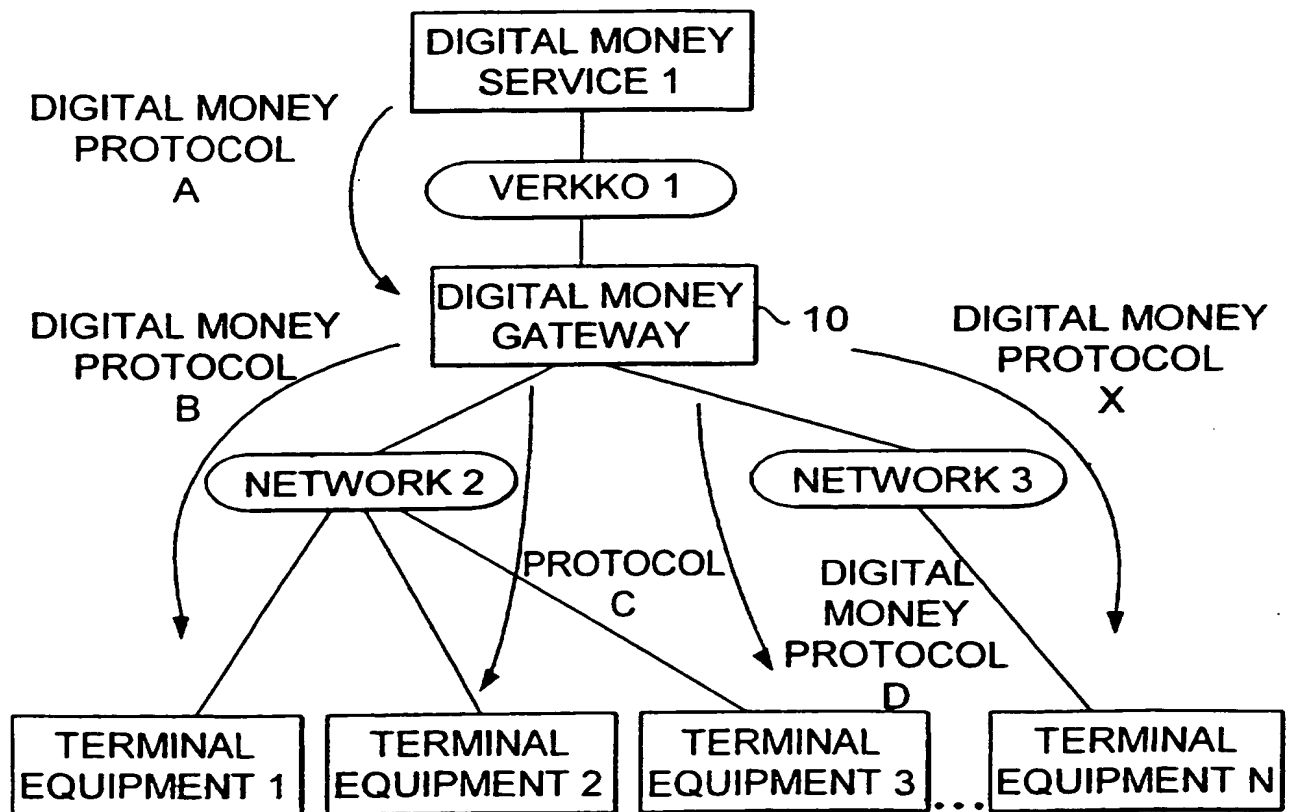 DIGITAL MONEY
SERVICE 1
DIGITAL MONEY
PROTOCOL
A
VERKKO 1
DIGITAL MONEY
GATEWAY
10
DIGITAL MONEY
PROTOCOL
B
DIGITAL MONEY
PROTOCOL
X
NETWORK 2
NETWORK 3
PROTOCOL
C
DIGITAL
MONEY
PROTOCOL
D
TERMINAL
EQUIPMENT 1
TERMINAL
EQUIPMENT 2
TERMINAL
EQUIPMENT 3
...
TERMINAL
EQUIPMENT N